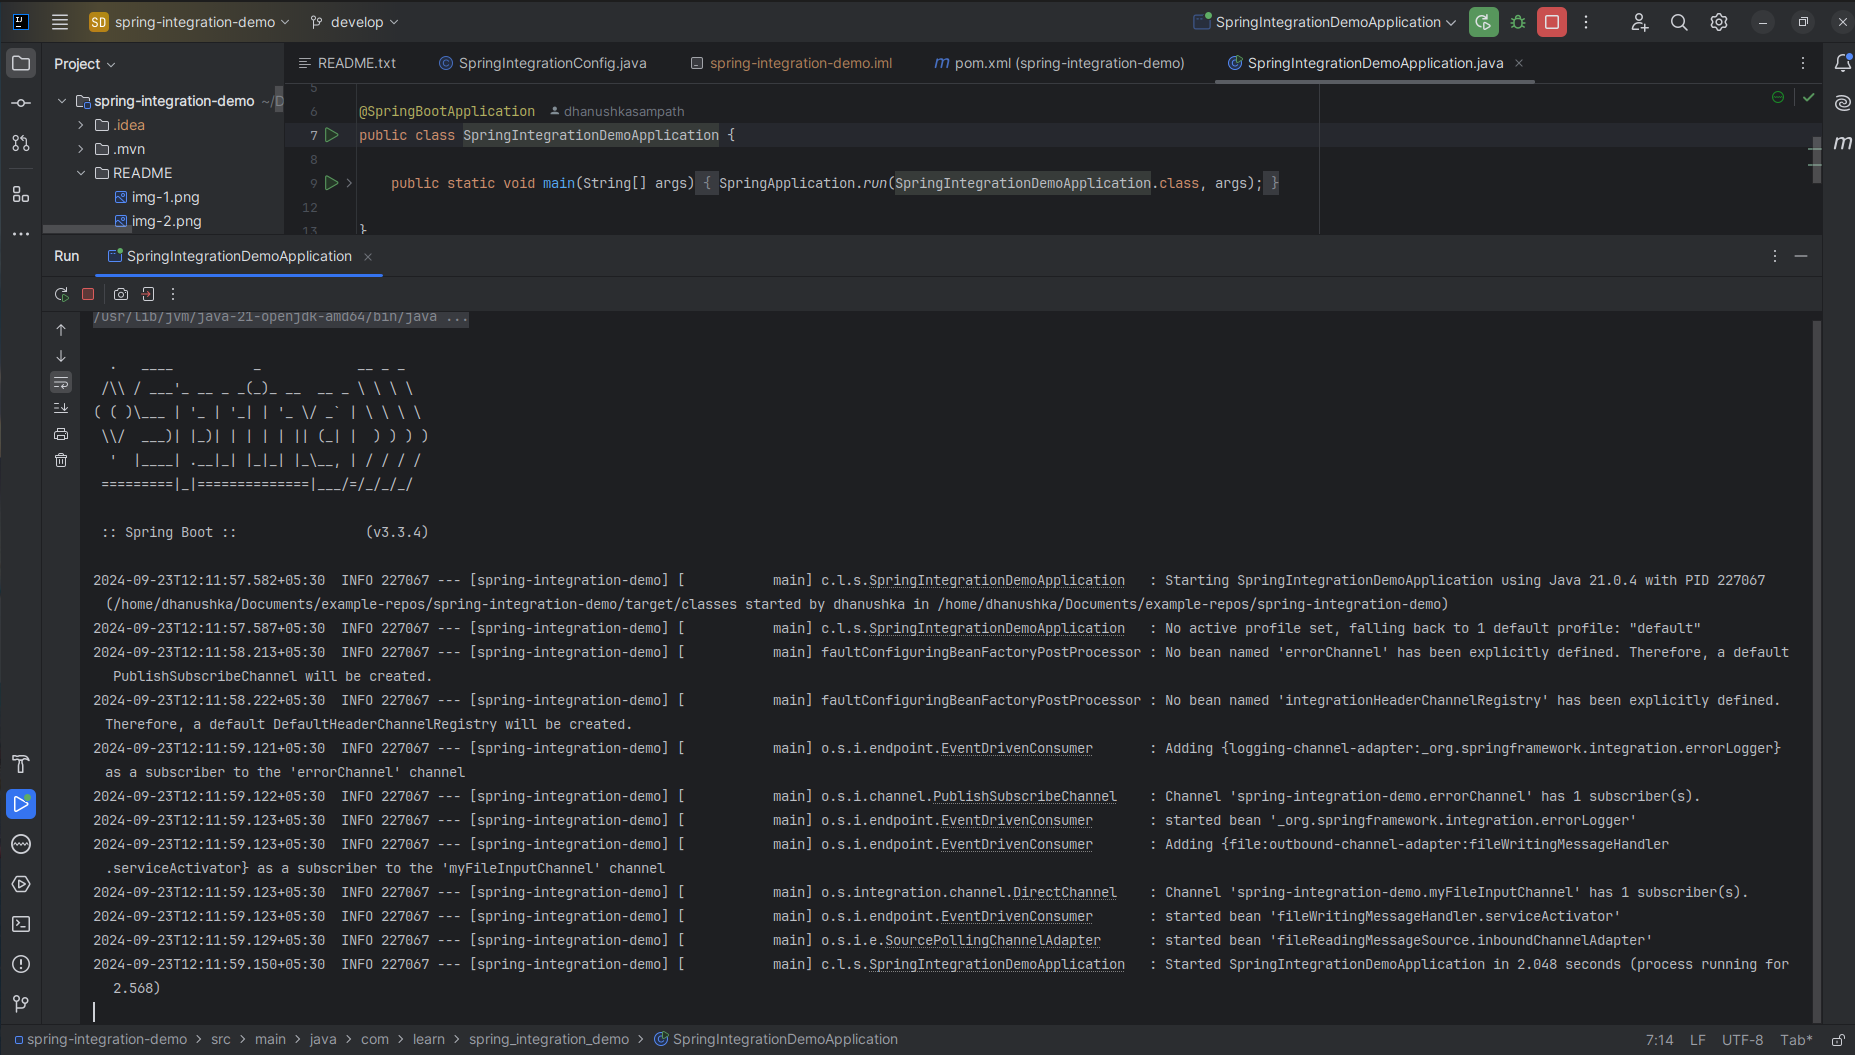 SD spring-integration-demo develop SpringIntegrationDemoApplication
Project
README.txt SpringIntegrationConfig.java spring-integration-demo.iml pom.xml (spring-integration-demo) SpringIntegrationDemoApplication.java
spring-integration-demo ~/D
.idea
.mvn
README
img-1.png
img-2.png
5
6 @SpringBootApplication dhanushkasampath
7 public class SpringIntegrationDemoApplication {
8
9 public static void main(String[] args) { SpringApplication.run(SpringIntegrationDemoApplication.class, args); }
12
13 }
Run SpringIntegrationDemoApplication
/usr/lib/jvm/java-21-openjdk-amd64/bin/java ...
  .   ____          _            __ _ _
 /\\ / ___'_ __ _ _(_)_ __  __ _ \ \ \ \
( ( )\___ | '_ | '_| | '_ \/ _` | \ \ \ \
 \\/  ___)| |_)| | | | | || (_| |  ) ) ) )
  '  |____| .__|_| |_|_| |_\__, | / / / /
 =========|_|==============|___/=/_/_/_/
 :: Spring Boot ::                (v3.3.4)
2024-09-23T12:11:57.582+05:30  INFO 227067 --- [spring-integration-demo] [           main] c.l.s.SpringIntegrationDemoApplication   : Starting SpringIntegrationDemoApplication using Java 21.0.4 with PID 227067
(/home/dhanushka/Documents/example-repos/spring-integration-demo/target/classes started by dhanushka in /home/dhanushka/Documents/example-repos/spring-integration-demo)
2024-09-23T12:11:57.587+05:30  INFO 227067 --- [spring-integration-demo] [           main] c.l.s.SpringIntegrationDemoApplication   : No active profile set, falling back to 1 default profile: "default"
2024-09-23T12:11:58.213+05:30  INFO 227067 --- [spring-integration-demo] [           main] faultConfiguringBeanFactoryPostProcessor : No bean named 'errorChannel' has been explicitly defined. Therefore, a default
PublishSubscribeChannel will be created.
2024-09-23T12:11:58.222+05:30  INFO 227067 --- [spring-integration-demo] [           main] faultConfiguringBeanFactoryPostProcessor : No bean named 'integrationHeaderChannelRegistry' has been explicitly defined.
Therefore, a default DefaultHeaderChannelRegistry will be created.
2024-09-23T12:11:59.121+05:30  INFO 227067 --- [spring-integration-demo] [           main] o.s.i.endpoint.EventDrivenConsumer       : Adding {logging-channel-adapter:_org.springframework.integration.errorLogger}
as a subscriber to the 'errorChannel' channel
2024-09-23T12:11:59.122+05:30  INFO 227067 --- [spring-integration-demo] [           main] o.s.i.channel.PublishSubscribeChannel    : Channel 'spring-integration-demo.errorChannel' has 1 subscriber(s).
2024-09-23T12:11:59.123+05:30  INFO 227067 --- [spring-integration-demo] [           main] o.s.i.endpoint.EventDrivenConsumer       : started bean '_org.springframework.integration.errorLogger'
2024-09-23T12:11:59.123+05:30  INFO 227067 --- [spring-integration-demo] [           main] o.s.i.endpoint.EventDrivenConsumer       : Adding {file:outbound-channel-adapter:fileWritingMessageHandler
.serviceActivator} as a subscriber to the 'myFileInputChannel' channel
2024-09-23T12:11:59.123+05:30  INFO 227067 --- [spring-integration-demo] [           main] o.s.integration.channel.DirectChannel    : Channel 'spring-integration-demo.myFileInputChannel' has 1 subscriber(s).
2024-09-23T12:11:59.123+05:30  INFO 227067 --- [spring-integration-demo] [           main] o.s.i.endpoint.EventDrivenConsumer       : started bean 'fileWritingMessageHandler.serviceActivator'
2024-09-23T12:11:59.129+05:30  INFO 227067 --- [spring-integration-demo] [           main] o.s.i.e.SourcePollingChannelAdapter      : started bean 'fileReadingMessageSource.inboundChannelAdapter'
2024-09-23T12:11:59.150+05:30  INFO 227067 --- [spring-integration-demo] [           main] c.l.s.SpringIntegrationDemoApplication   : Started SpringIntegrationDemoApplication in 2.048 seconds (process running for
2.568)
spring-integration-demo > src > main > java > com > learn > spring_integration_demo > SpringIntegrationDemoApplication 7:14 LF UTF-8 Tab*